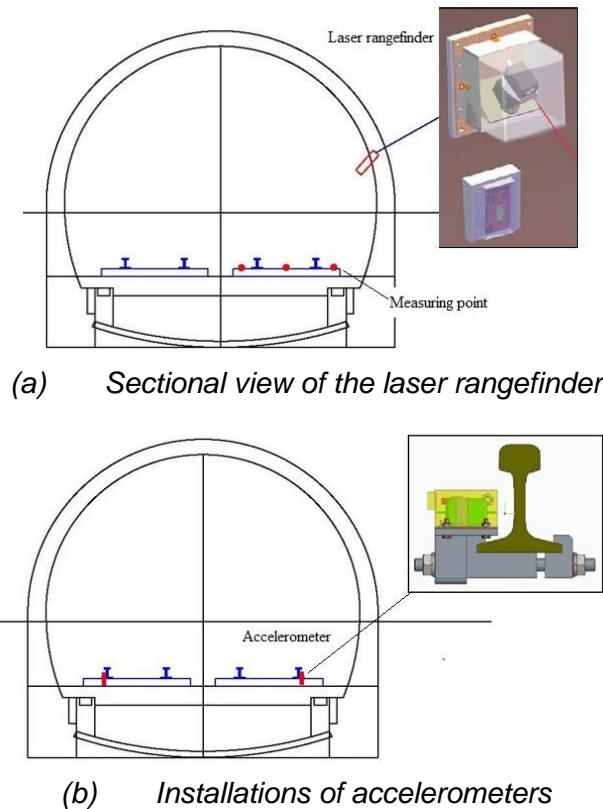 Laser rangefinder
Measuring point
(a) Sectional view of the laser rangefinder
Accelerometer
(b) Installations of accelerometers